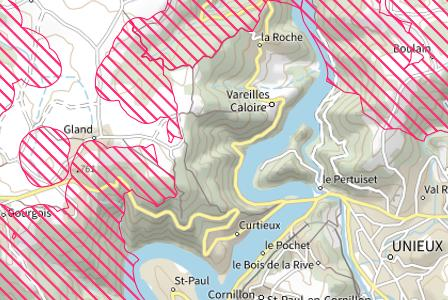 la Roche
Boulain
Vareilles
Caloire
Gland
762
le Pertuiset
Val R
Gourgois
Curtieux
UNIEUX
le Pochet
le Bois de la Rive
St-Paul
Cornillon
St-Paul-en-Cornillon